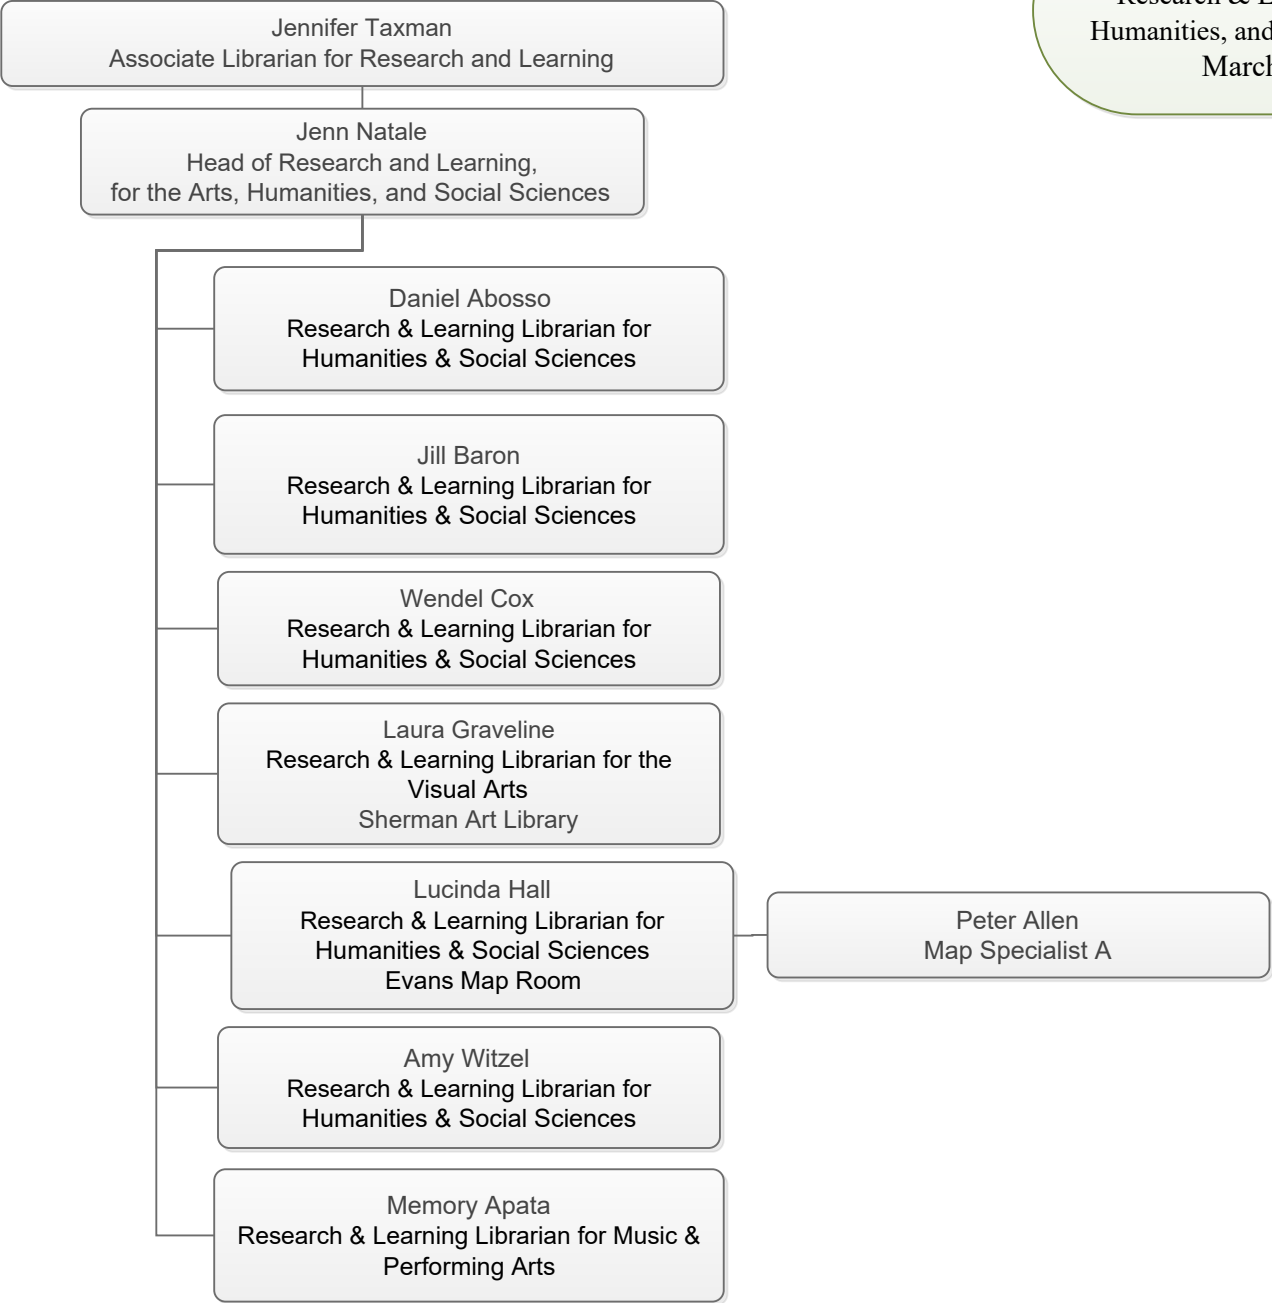 Jennifer Taxman
Associate Librarian for Research and Learning
Humanities, and
March
Jenn Natale
Head of Research and Learning,
for the Arts, Humanities, and Social Sciences
Daniel Abosso
Research & Learning Librarian for
Humanities & Social Sciences
Jill Baron
Research & Learning Librarian for
Humanities & Social Sciences
Wendel Cox
Research & Learning Librarian for
Humanities & Social Sciences
Laura Graveline
Research & Learning Librarian for the
Visual Arts
Sherman Art Library
Lucinda Hall
Research & Learning Librarian for
Humanities & Social Sciences
Evans Map Room
Peter Allen
Map Specialist A
Amy Witzel
Research & Learning Librarian for
Humanities & Social Sciences
Memory Apata
Research & Learning Librarian for Music &
Performing Arts